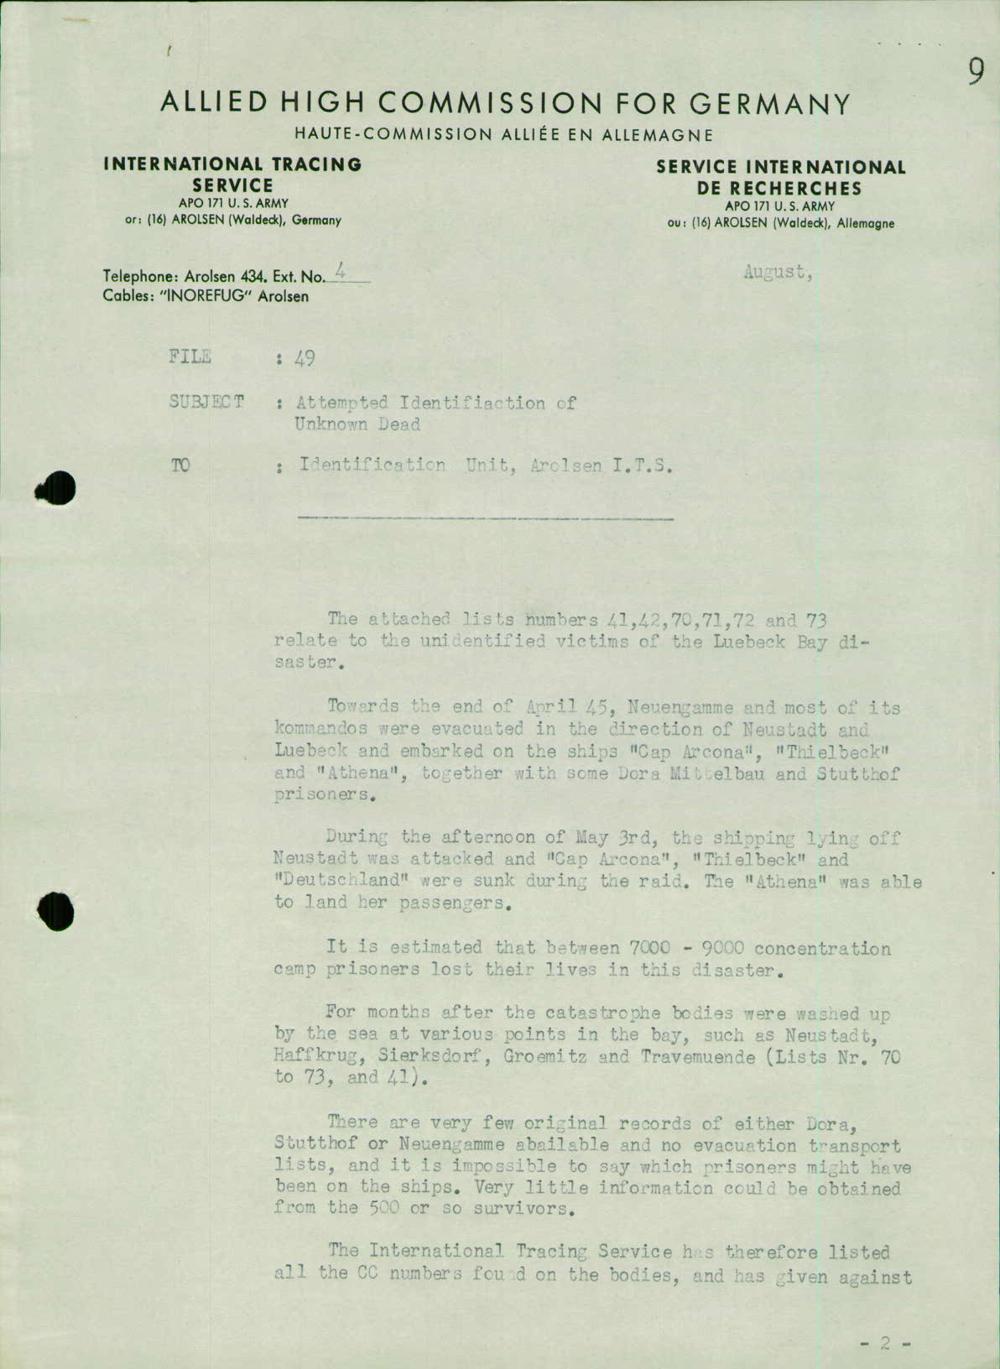 9
ALLIED HIGH COMMISSION FOR GERMANY
HAUTE-COMMISSION ALLIÉE EN ALLEMAGNE
INTERNATIONAL TRACING
SERVICE
APO 171 U. S. ARMY
or: (16) AROLSEN (Waldeck), Germany
SERVICE INTERNATIONAL
DE RECHERCHES
APO 171 U. S. ARMY
ou: (16) AROLSEN (Waldeck), Allemagne
Telephone: Arolsen 434. Ext. No. 4
Cables: "INOREFUG" Arolsen
August,
FILE : 49
SUBJECT : Attempted Identifiaction of
Unknown Dead
TO : Identification Unit, Arolsen I.T.S.
The attached lists numbers 41,42,70,71,72 and 73
relate to the unidentified victims of the Luebeck Bay di-
saster.
Towards the end of April 45, Neuengamme and most of its
kommandos were evacuated in the direction of Neustadt and
Luebeck and embarked on the ships "Cap Arcona", "Thielbeck"
and "Athena", together with some Dora Mittelbau and Stutthof
prisoners.
During the afternoon of May 3rd, the shipping lying off
Neustadt was attacked and "Cap Arcona", "Thielbeck" and
"Deutschland" were sunk during the raid. The "Athena" was able
to land her passengers.
It is estimated that between 7000 - 9000 concentration
camp prisoners lost their lives in this disaster.
For months after the catastrophe bodies were washed up
by the sea at various points in the bay, such as Neustadt,
Haffkrug, Sierksdorf, Groemitz and Travemuende (Lists Nr. 70
to 73, and 41).
There are very few original records of either Dora,
Stutthof or Neuengamme abailable and no evacuation transport
lists, and it is impossible to say which prisoners might have
been on the ships. Very little information could be obtained
from the 500 or so survivors.
The International Tracing Service has therefore listed
all the CC numbers found on the bodies, and has given against
- 2 -